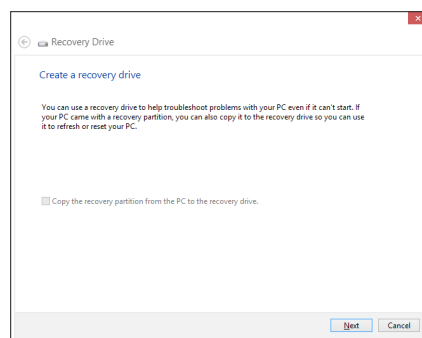 Recovery Drive
Create a recovery drive
You can use a recovery drive to help troubleshoot problems with your PC even if it can't start. If
your PC came with a recovery partition, you can also copy it to the recovery drive so you can use
it to refresh or reset your PC.
Copy the recovery partition from the PC to the recovery drive.
Next Cancel